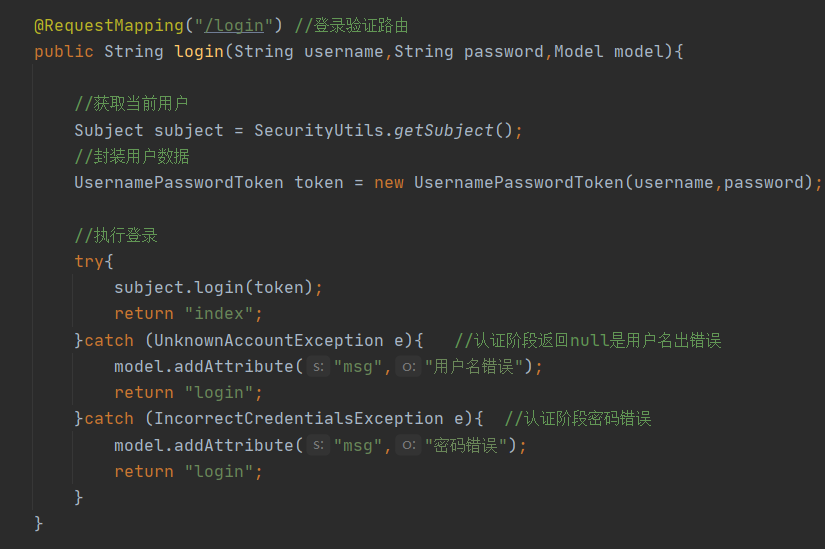 @RequestMapping("/login") //登录验证路由
public String login(String username,String password,Model model){
//获取当前用户
Subject subject = SecurityUtils.getSubject();
//封装用户数据
UsernamePasswordToken token = new UsernamePasswordToken(username,password);
//执行登录
try{
subject.login(token);
return "index";
}catch (UnknownAccountException e){ //认证阶段返回null是用户名出错误
model.addAttribute( s: "msg", o: "用户名错误");
return "login";
}catch (IncorrectCredentialsException e){ //认证阶段密码错误
model.addAttribute( s: "msg", o: "密码错误");
return "login";
}
}